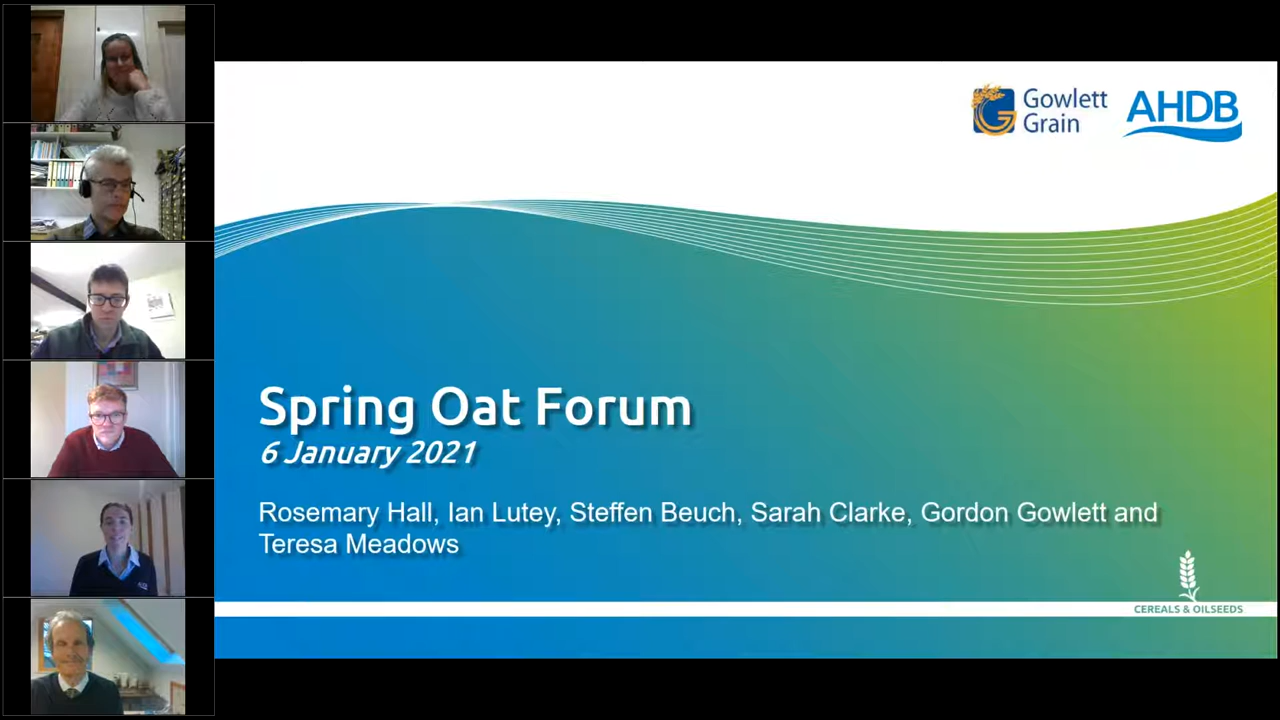 Gowlett
Grain
AHDB
Spring Oat Forum
6 January 2021
Rosemary Hall, Ian Lutey, Steffen Beuch, Sarah Clarke, Gordon Gowlett and
Teresa Meadows
CEREALS & OILSEEDS